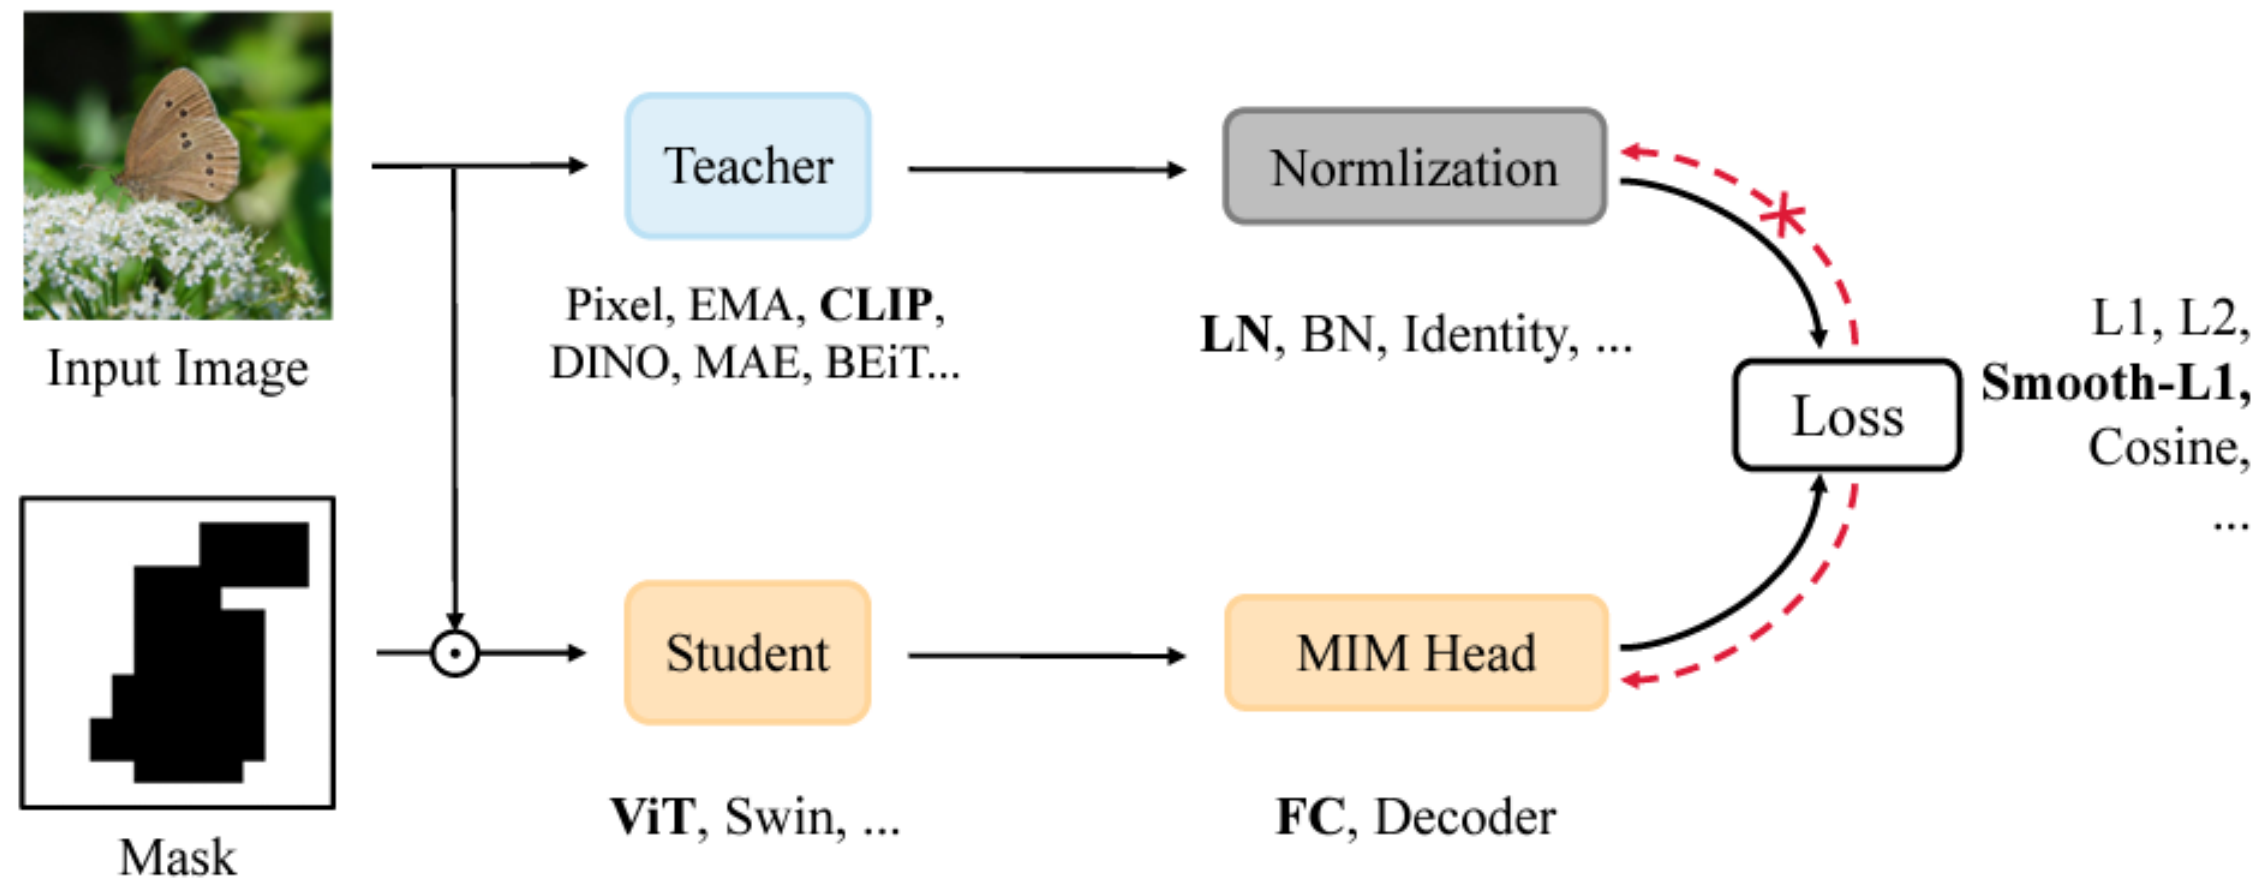 Input Image
Teacher
Pixel, EMA, CLIP,
DINO, MAE, BEiT...
Normlization
LN, BN, Identity, ...
Loss
L1, L2,
Smooth-L1,
Cosine,
...
Mask
Student
ViT, Swin, ...
MIM Head
FC, Decoder